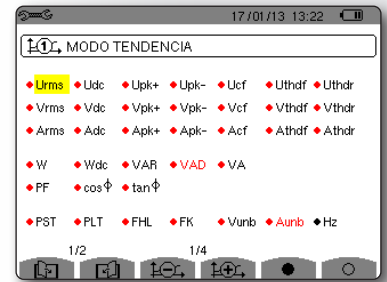 17/01/13 13:22
1 MODO TENDENCIA
Urms Udc Upk+ Upk- Ucf Uthdf Uthdr
Vrms Vdc Vpk+ Vpk- Vcf Vthdf Vthdr
Arms Adc Apk+ Apk- Acf Athdf Athdr
W Wdc VAR VAD VA
PF cos ϕ tan ϕ
PST PLT FHL FK Vunb Aunb Hz
1/2 1/4